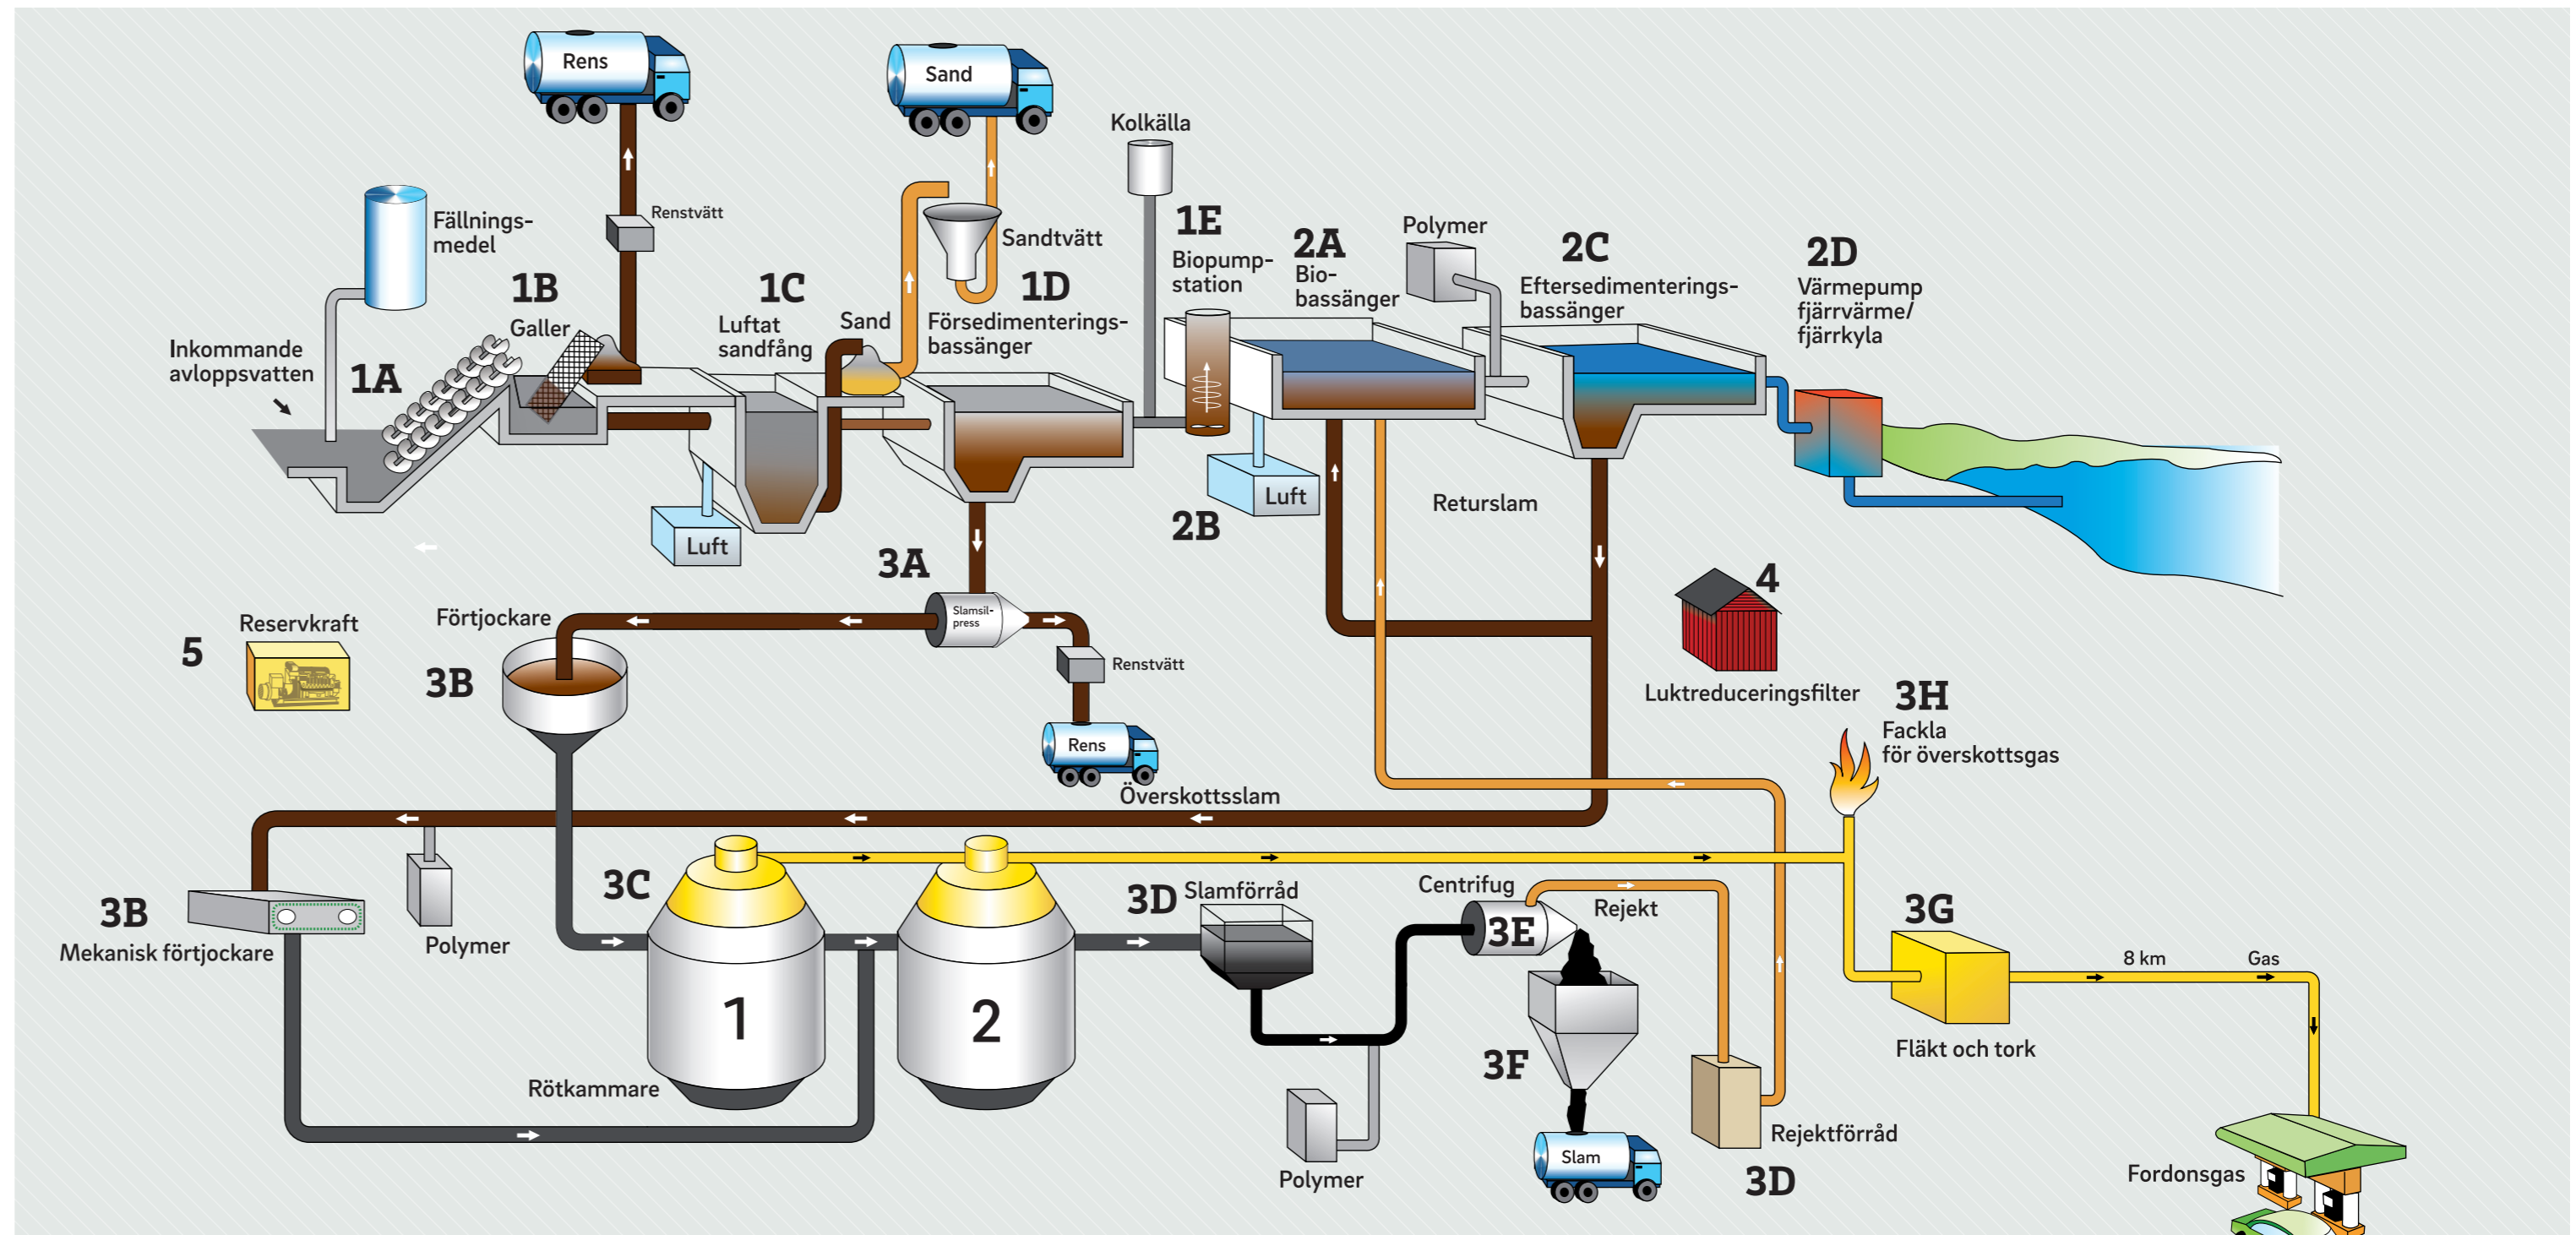 Rens
Sand
Kolkälla
Fällnings-
medel
Renstvätt
Sandtvätt
1E
Biopump-
station
2A
Bio-
bassänger
Polymer
2C
Eftersedimenterings-
bassänger
2D
Värmepump
fjärrvärme/
fjärrkyla
1B
Galler
1C
Luftat
sandfång
Sand
1D
Försedimenterings-
bassänger
Inkommande
avloppsvatten
1A
Luft
Luft
2B
Returslam
3A
Slamsil-
press
4
Luktreduceringsfilter
5
Reservkraft
Förtjockare
3B
Renstvätt
Rens
Överskottsslam
3H
Fackla
för överskottsgas
3B
Mekanisk förtjockare
Polymer
3C
1
2
Rötkammare
3D
Slamförråd
Centrifug
3E
Rejekt
3G
Fläkt och tork
8 km
Gas
3F
Polymer
Slam
Rejektförråd
3D
Fordonsgas